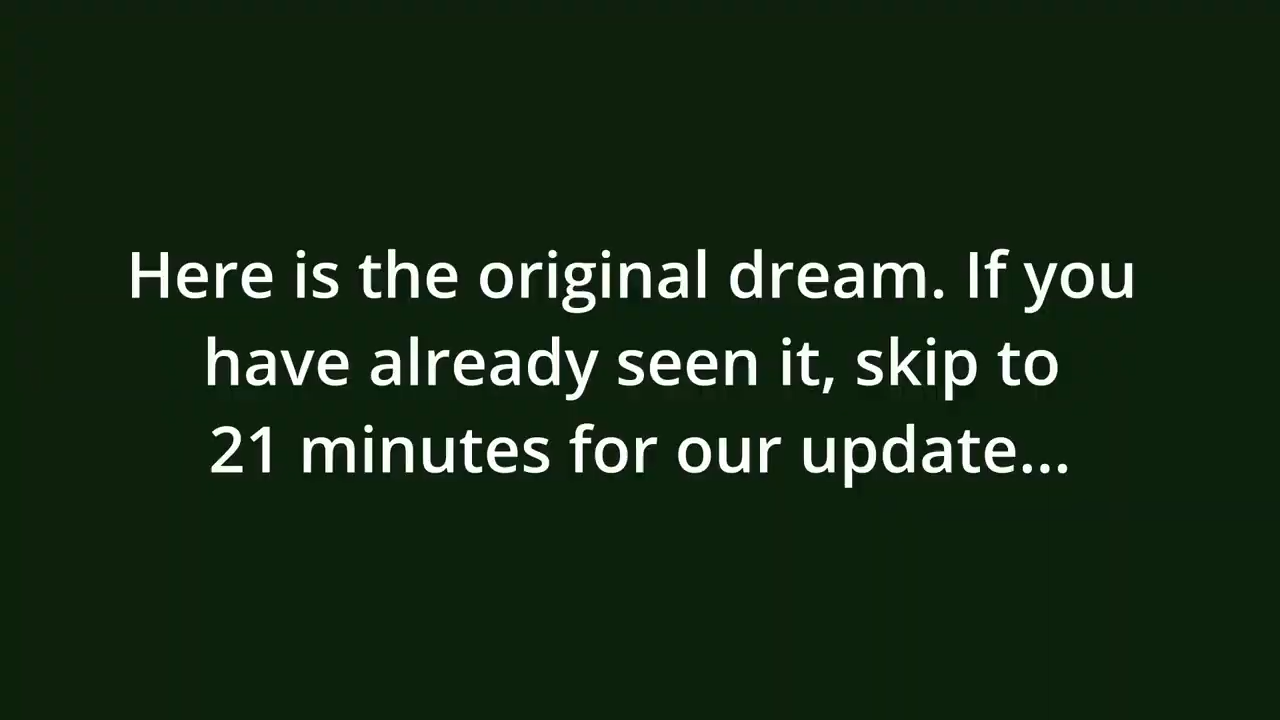 Here is the original dream. If you
have already seen it, skip to
21 minutes for our update...